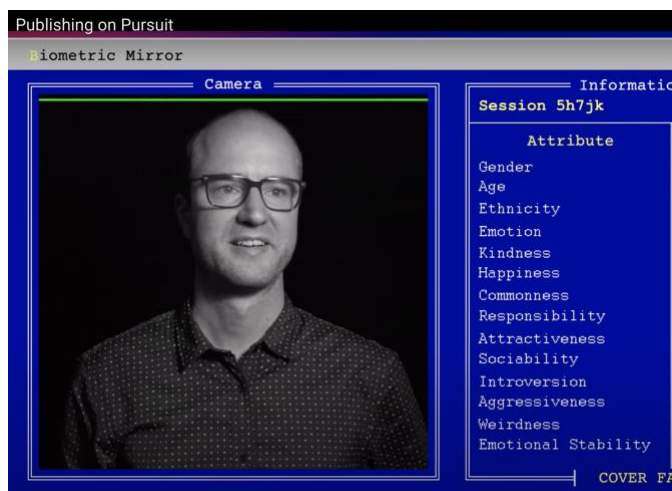 Publishing on Pursuit
Biometric Mirror
Camera
Informatio
Session 5h7jk
Attribute
Gender
Age
Ethnicity
Emotion
Kindness
Happiness
Commonness
Responsibility
Attractiveness
Sociability
Introversion
Aggressiveness
Weirdness
Emotional Stability
COVER FA